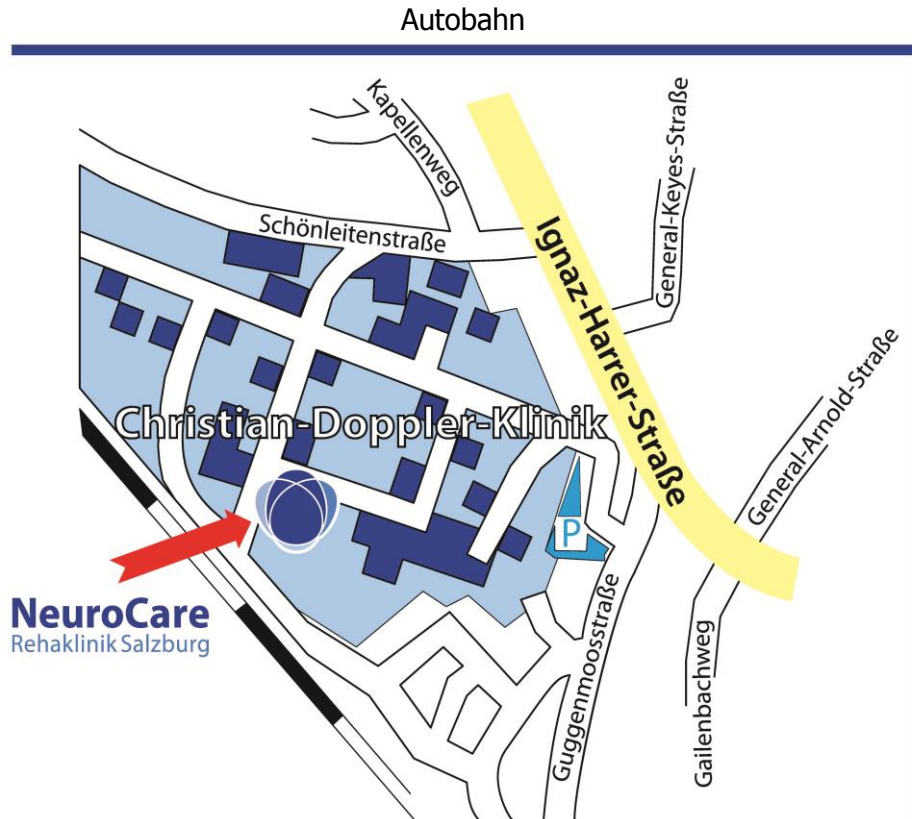 Autobahn
Kapellenweg
General-Keyes-Straße
Schönleitenstraße
Ignaz-Harrer-Straße
General-Arnold-Straße
Christian-Doppler-Klinik
P
NeuroCare
Rehaklinik Salzburg
Guggenmoosstraße
Gailenbachweg